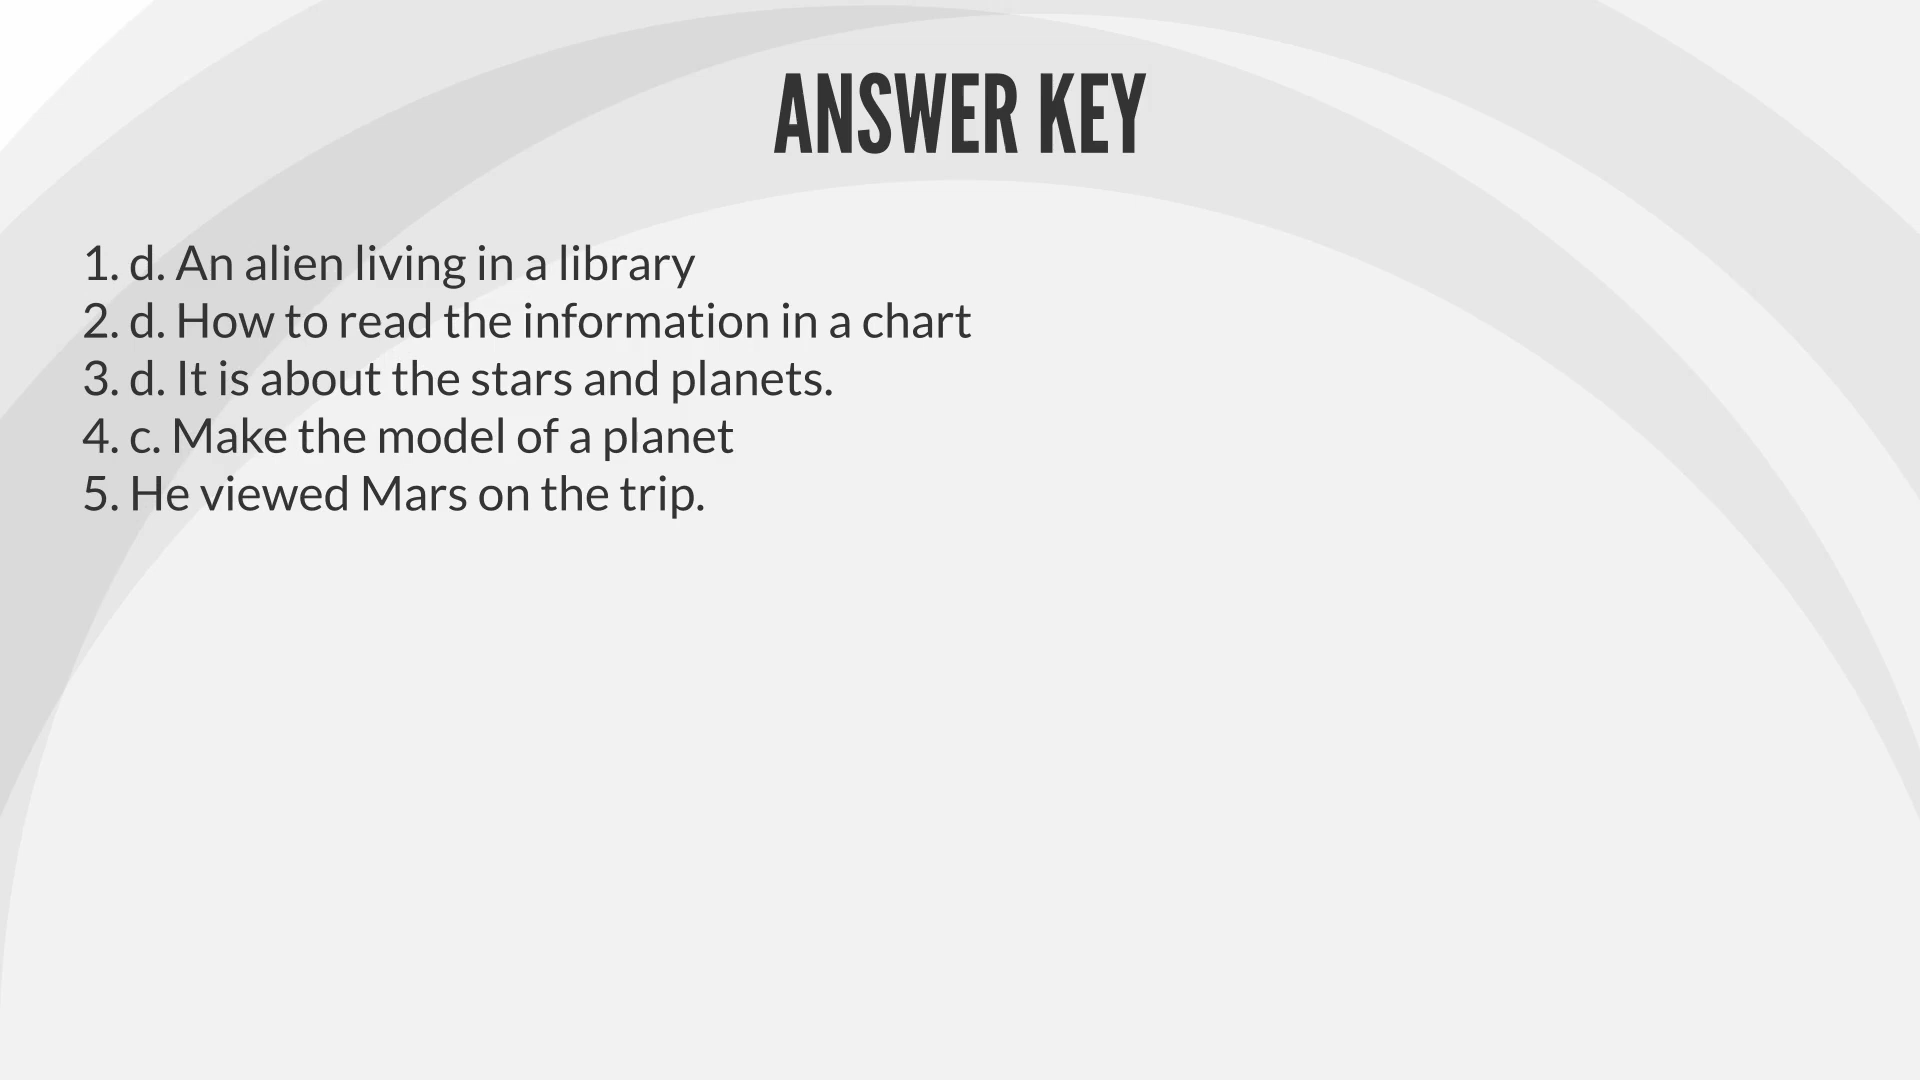 ANSWER KEY
1. d. An alien living in a library
2. d. How to read the information in a chart
3. d. It is about the stars and planets.
4. c. Make the model of a planet
5. He viewed Mars on the trip.